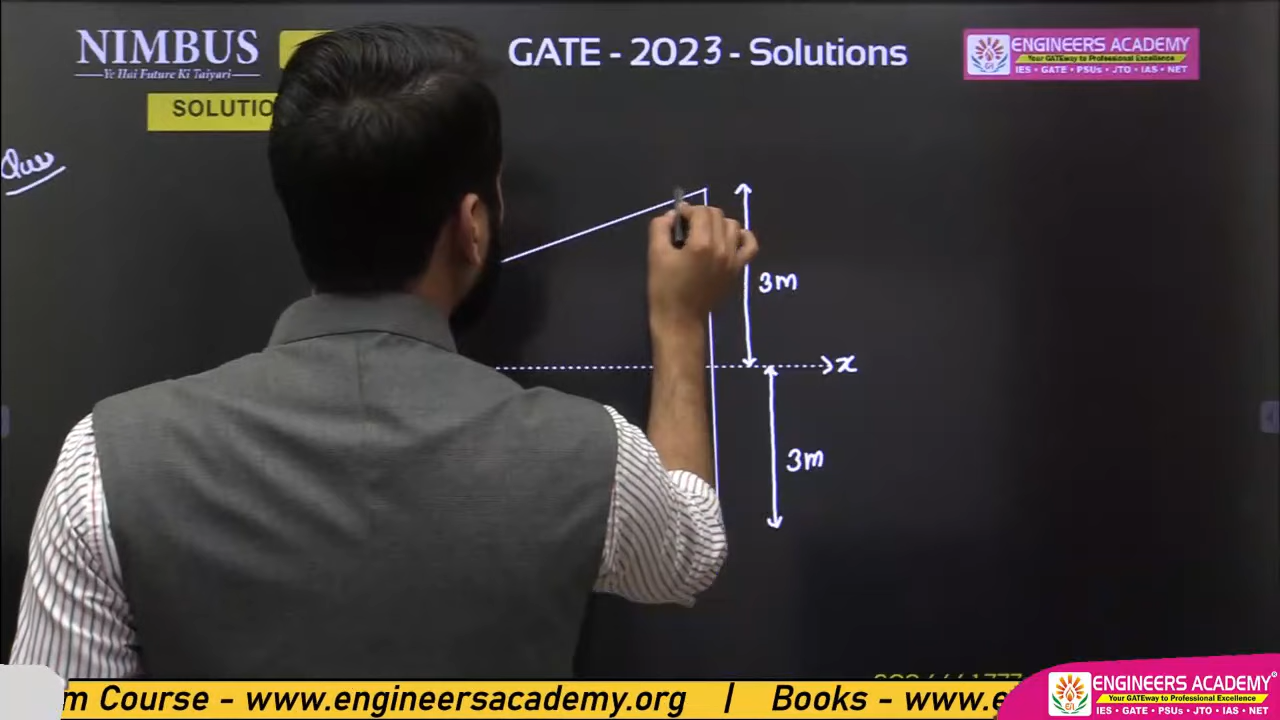 NIMBUS
Ye Hai Future Ki Taiyari
GATE - 2023 - Solutions
ENGINEERS ACADEMY
Your GATEway to Professional Excellence
IES • GATE • PSUs • JTO • IAS • NET
SOLUTIO
Que
3m
x
3m
m Course - www.engineersacademy.org | Books - www.e
ENGINEERS ACADEMY
Your GATEway to Professional Excellence
IES • GATE • PSUs • JTO • IAS • NET